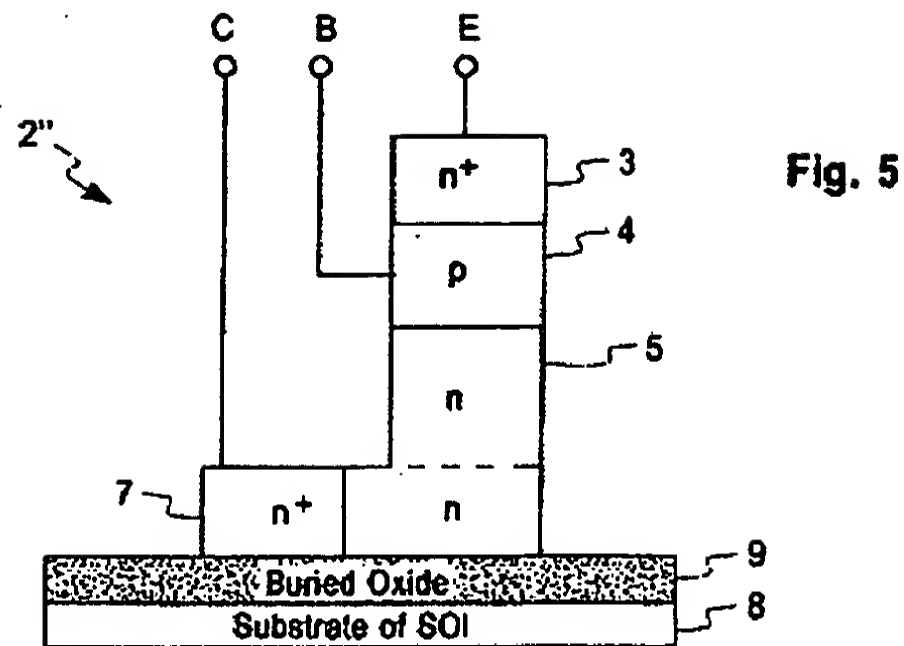 C B E
2"
Fig. 5
n+ 3
p 4
n 5
7 n+ n
Buried Oxide 9
Substrate of SOI 8